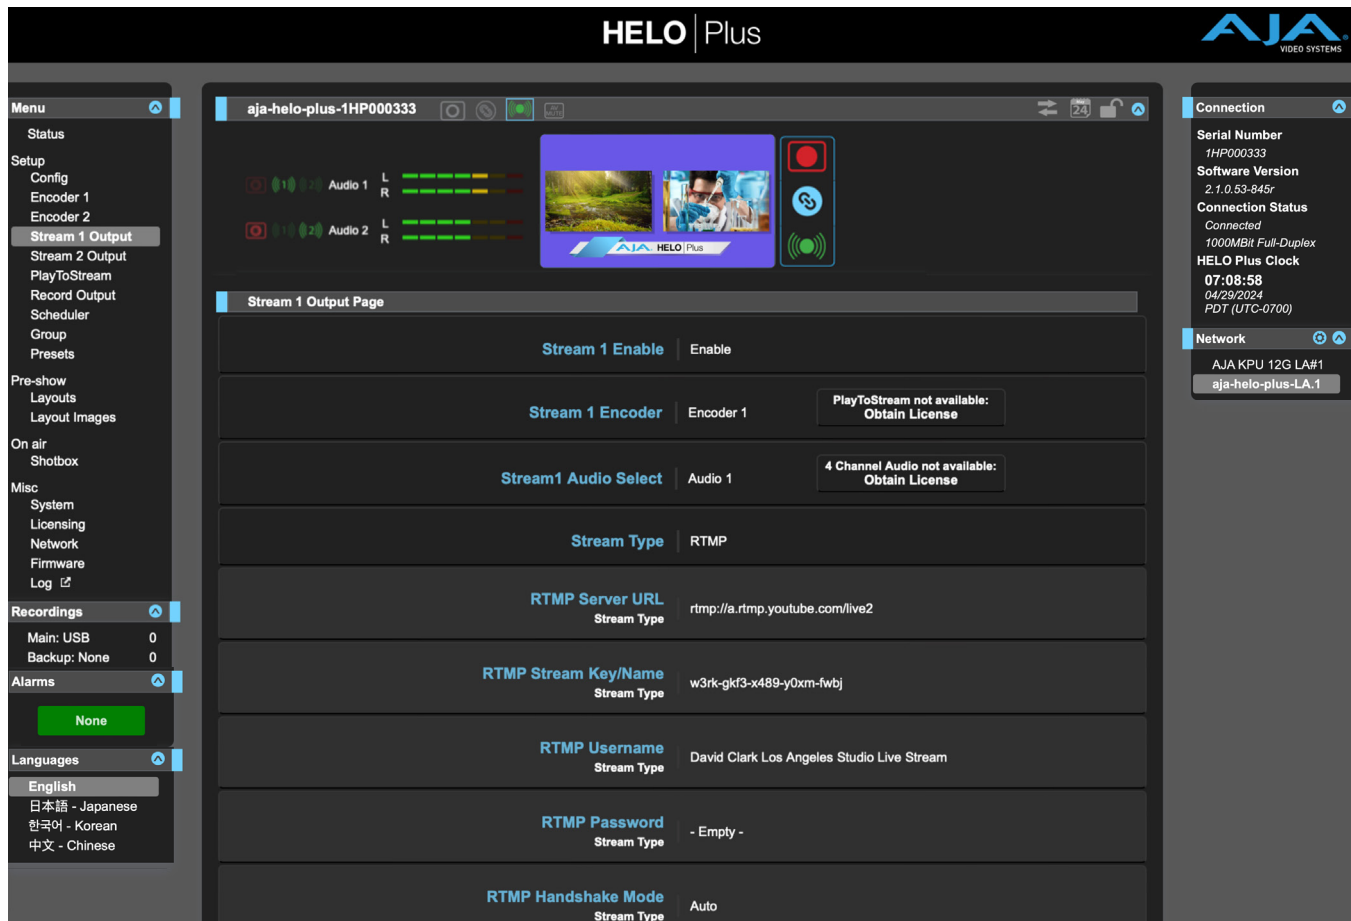 HELO Plus
AJA
VIDEO SYSTEMS
Menu
Status
Setup
Config
Encoder 1
Encoder 2
Stream 1 Output
Stream 2 Output
PlayToStream
Record Output
Scheduler
Group
Presets
Pre-show
Layouts
Layout Images
On air
Shotbox
Misc
System
Licensing
Network
Firmware
Log
Recordings
Main: USB 0
Backup: None 0
Alarms
None
Languages
English
日本語 - Japanese
한국어 - Korean
中文 - Chinese
aja-helo-plus-1HP000333
24
1 2 Audio 1 L
R
1 2 Audio 2 L
R
AJA HELO Plus
Stream 1 Output Page
Stream 1 Enable Enable
Stream 1 Encoder Encoder 1
PlayToStream not available:
Obtain License
Stream1 Audio Select Audio 1
4 Channel Audio not available:
Obtain License
Stream Type RTMP
RTMP Server URL
Stream Type
rtmp://a.rtmp.youtube.com/live2
RTMP Stream Key/Name
Stream Type
w3rk-gkf3-x489-y0xm-fwbj
RTMP Username
Stream Type
David Clark Los Angeles Studio Live Stream
RTMP Password
Stream Type
- Empty -
RTMP Handshake Mode
Stream Type
Auto
Connection
Serial Number
1HP000333
Software Version
2.1.0.53-845r
Connection Status
Connected
1000MBit Full-Duplex
HELO Plus Clock
07:08:58
04/29/2024
PDT (UTC-0700)
Network
AJA KPU 12G LA#1
aja-helo-plus-LA.1